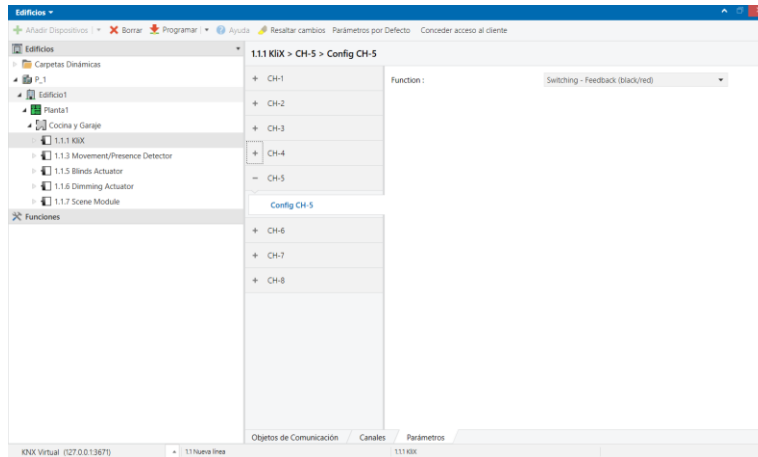 Edificios
Añadir Dispositivos Borrar Programar Ayuda Resaltar cambios Parámetros por Defecto Conceder acceso al cliente
Edificios
Carpetas Dinámicas
P_1
Edificio1
Planta1
Cocina y Garaje
1.1.1 KliX
1.1.3 Movement/Presence Detector
1.1.5 Blinds Actuator
1.1.6 Dimming Actuator
1.1.7 Scene Module
Funciones
1.1.1 KliX > CH-5 > Config CH-5
+ CH-1
+ CH-2
+ CH-3
+ CH-4
− CH-5
Config CH-5
+ CH-6
+ CH-7
+ CH-8
Function : Switching - Feedback (black/red)
Objetos de Comunicación Canales Parámetros
KNX Virtual (127.0.0.1:3671) 1.1 Nueva línea 1.1.1 KliX